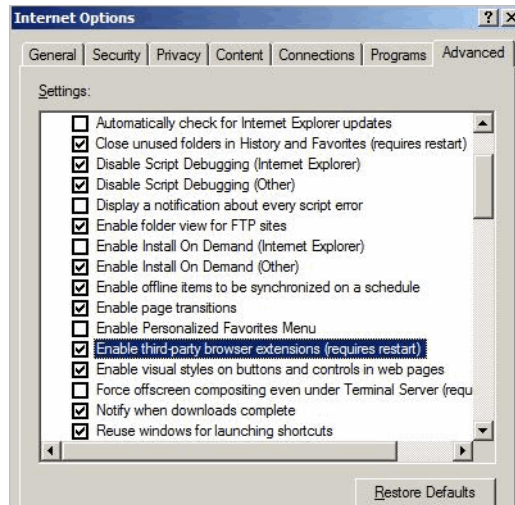 Internet Options
General Security Privacy Content Connections Programs Advanced
Settings:
Automatically check for Internet Explorer updates
Close unused folders in History and Favorites (requires restart)
Disable Script Debugging (Internet Explorer)
Disable Script Debugging (Other)
Display a notification about every script error
Enable folder view for FTP sites
Enable Install On Demand (Internet Explorer)
Enable Install On Demand (Other)
Enable offline items to be synchronized on a schedule
Enable page transitions
Enable Personalized Favorites Menu
Enable third-party browser extensions (requires restart)
Enable visual styles on buttons and controls in web pages
Force offscreen compositing even under Terminal Server (requ
Notify when downloads complete
Reuse windows for launching shortcuts
Restore Defaults